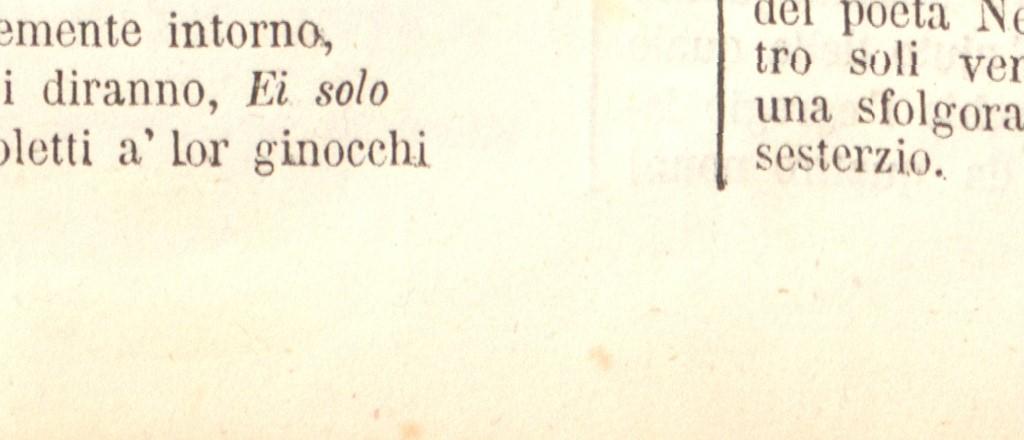 emente intorno,
i diranno, Ei solo
oletti a' lor ginocchi
del poeta Ne
tro soli ver
una sfolgora
sesterzio.